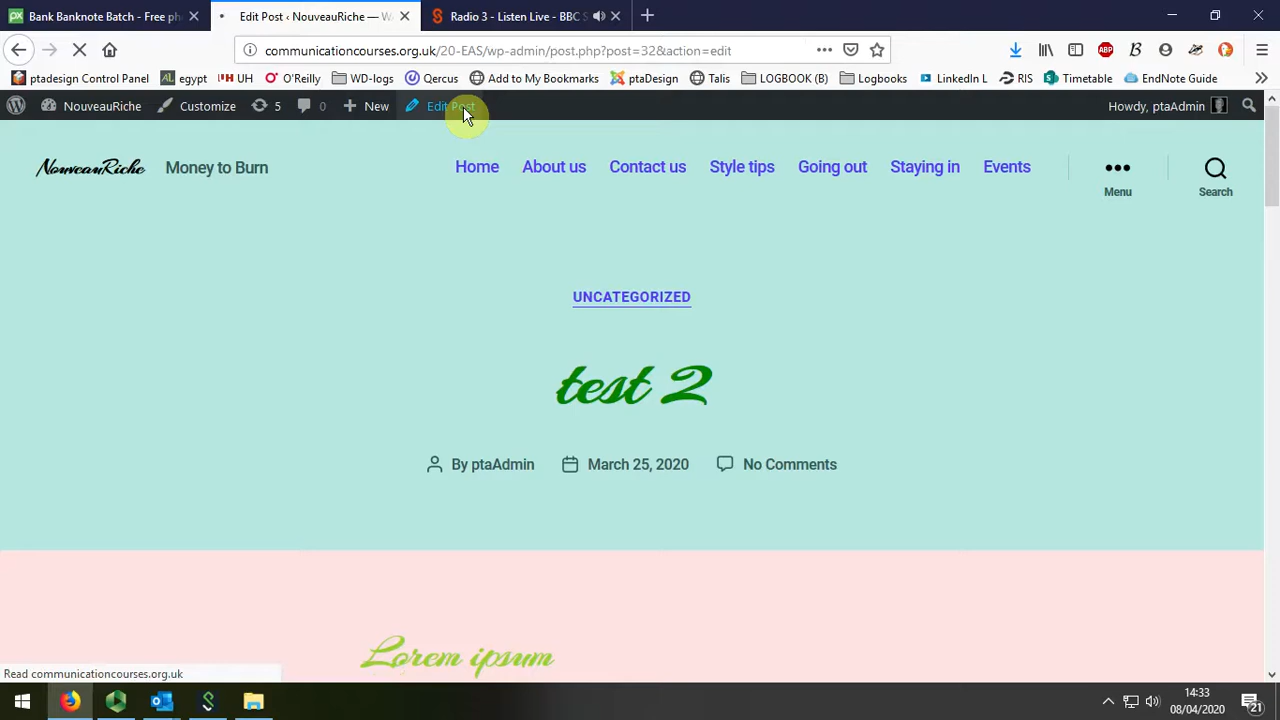 Bank Banknote Batch - Free ph
Edit Post ‹ NouveauRiche — W
Radio 3 - Listen Live - BBC S
communicationcourses.org.uk/20-EAS/wp-admin/post.php?post=32&action=edit
ptadesign Control Panel
egypt
UH
O'Reilly
WD-logs
Qercus
Add to My Bookmarks
ptaDesign
Talis
LOGBOOK (B)
Logbooks
LinkedIn L
RIS
Timetable
EndNote Guide
NouveauRiche
Customize
5
0
New
Edit Post
Howdy, ptaAdmin
NouveauRiche
Money to Burn
Home
About us
Contact us
Style tips
Going out
Staying in
Events
Menu
Search
UNCATEGORIZED
test 2
By ptaAdmin
March 25, 2020
No Comments
Lorem ipsum
Read communicationcourses.org.uk
14:33
08/04/2020
21